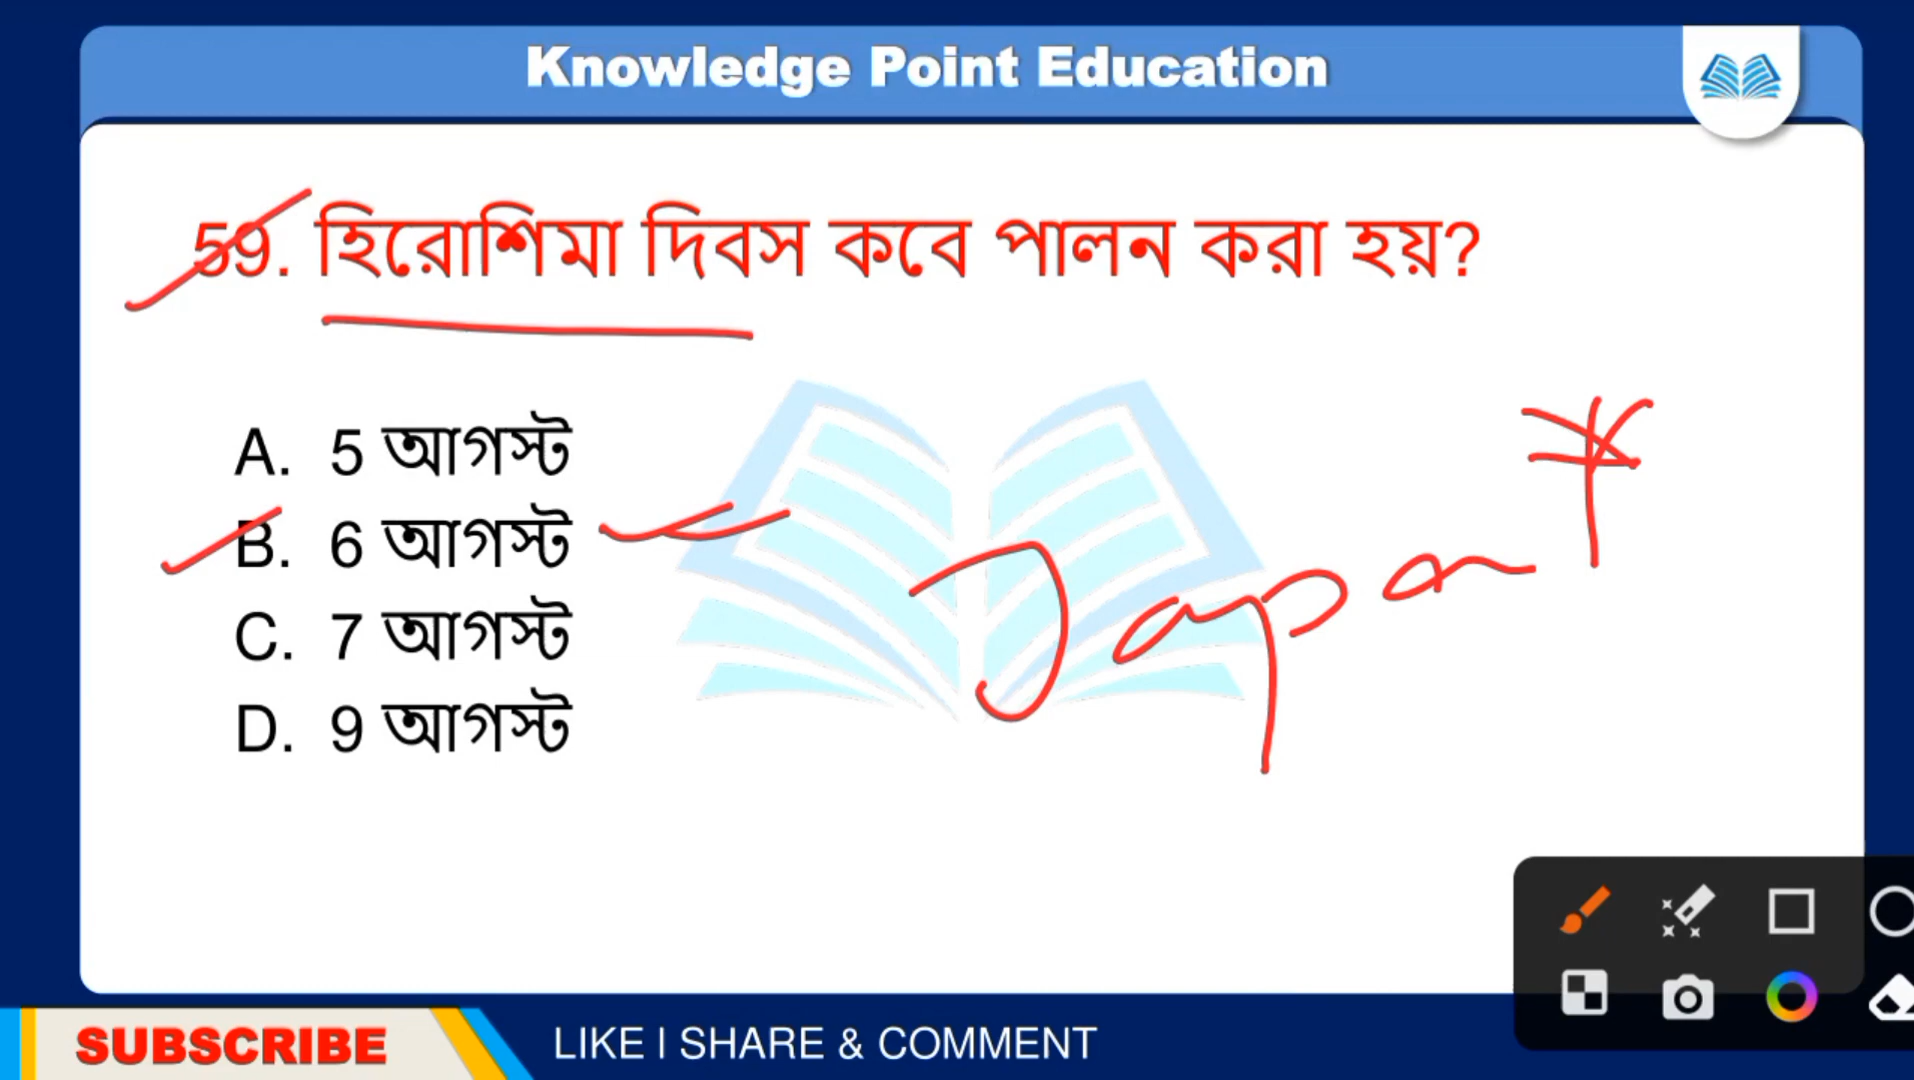 Knowledge Point Education
59. হিরোশিমা দিবস কবে পালন করা হয়?
A. 5 আগস্ট
B. 6 আগস্ট
C. 7 আগস্ট
D. 9 আগস্ট
Japan
SUBSCRIBE
LIKE I SHARE & COMMENT